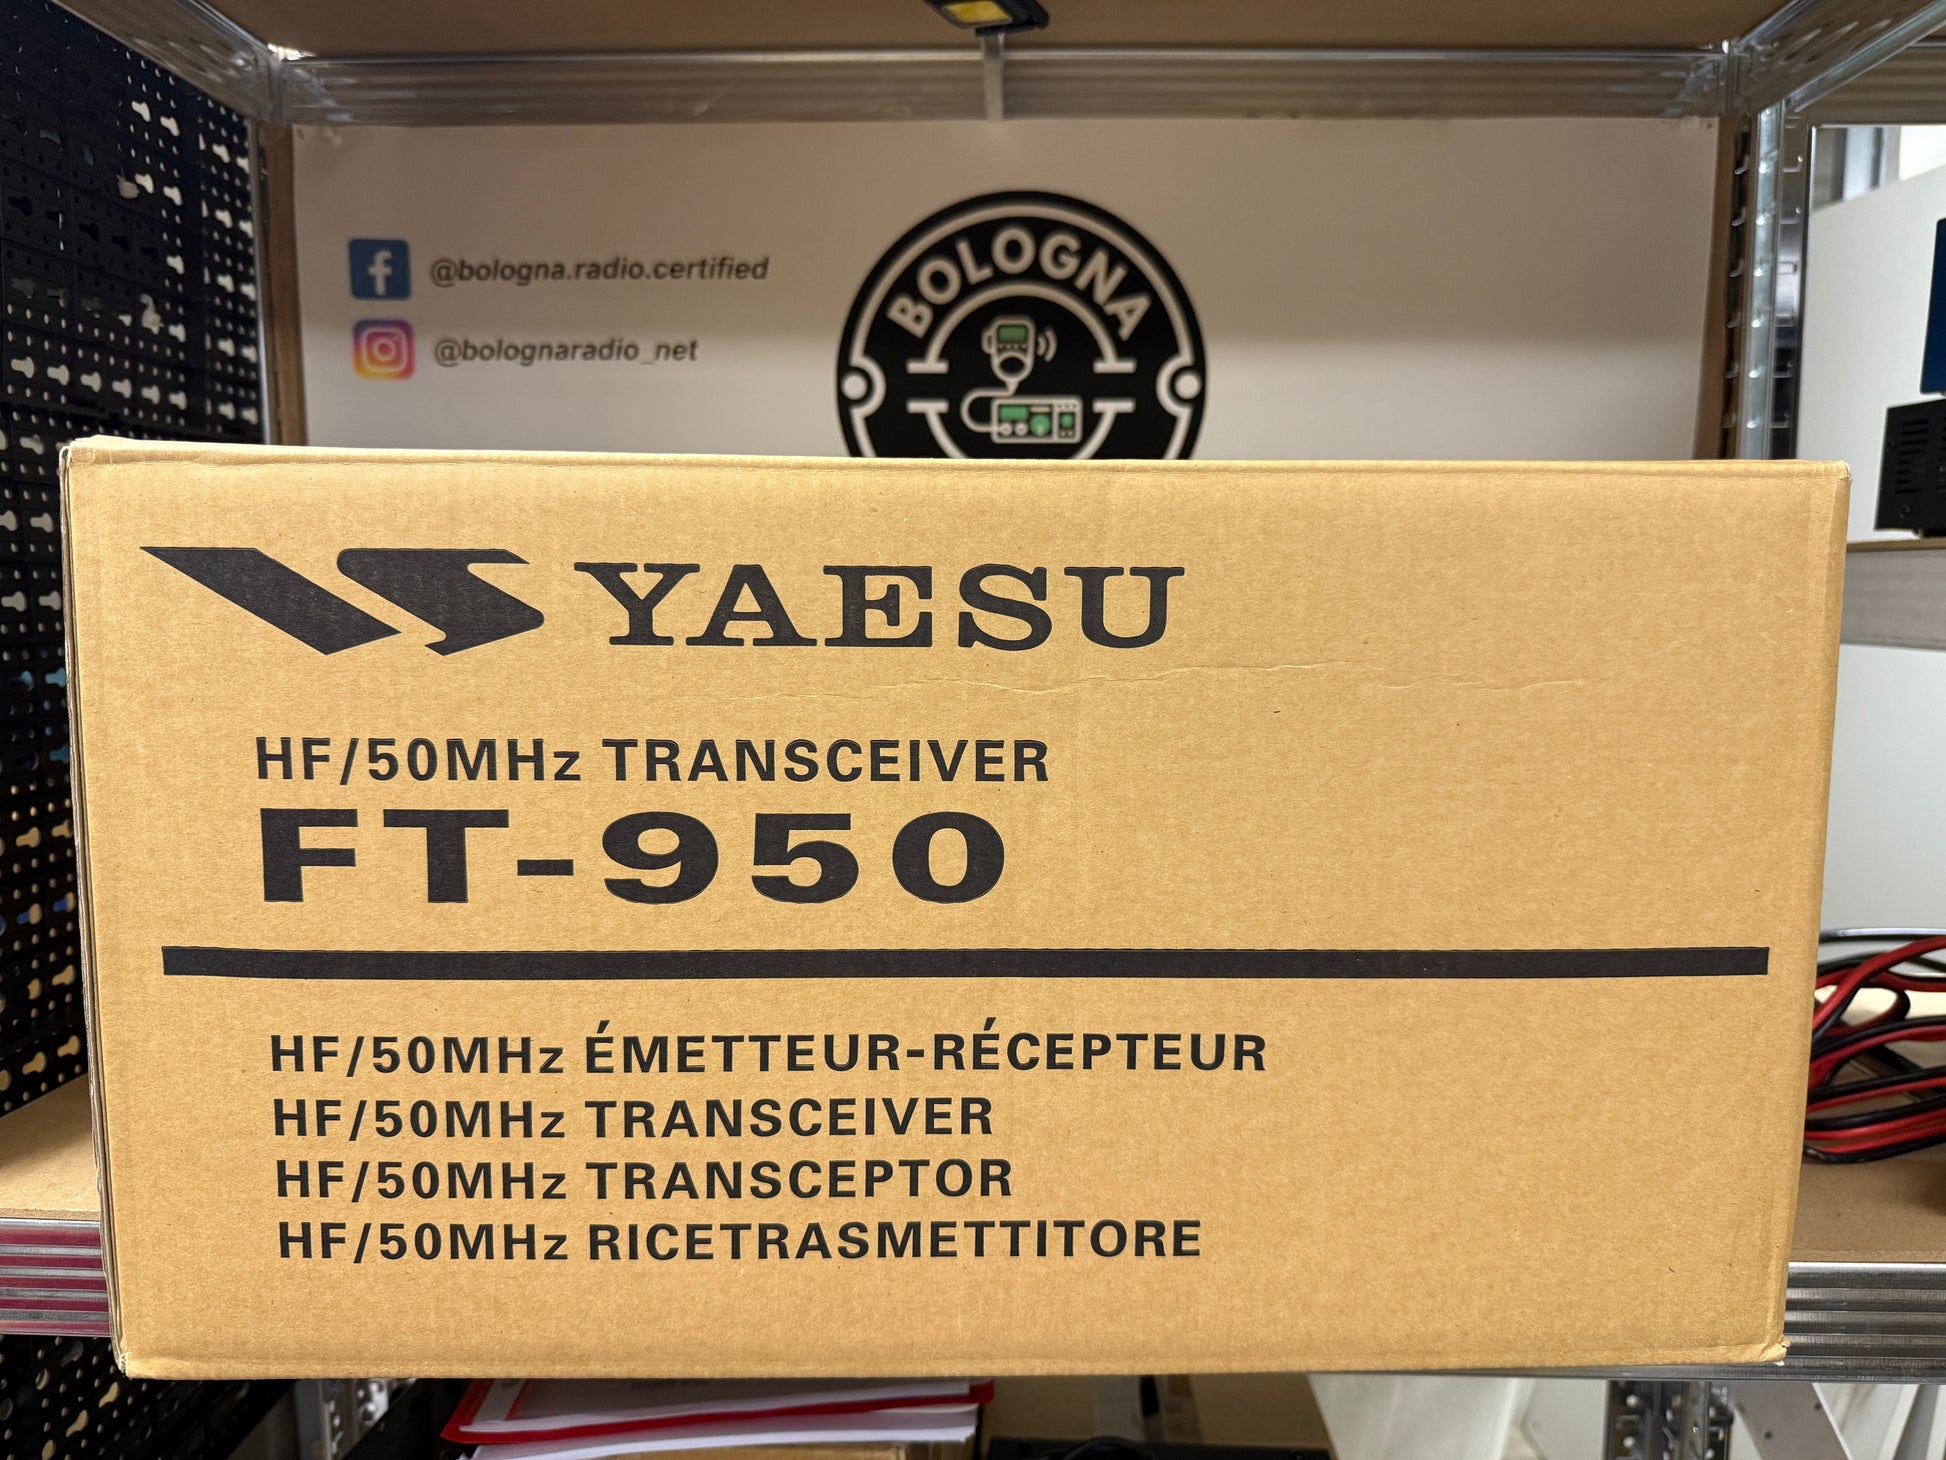 @bologna.radio.certified
@bolognaradio_net
BOLOGNA
YAESU
HF/50MHz TRANSCEIVER
FT-950
HF/50MHz ÉMETTEUR-RÉCEPTEUR
HF/50MHz TRANSCEIVER
HF/50MHz TRANSCEPTOR
HF/50MHz RICETRASMETTITORE